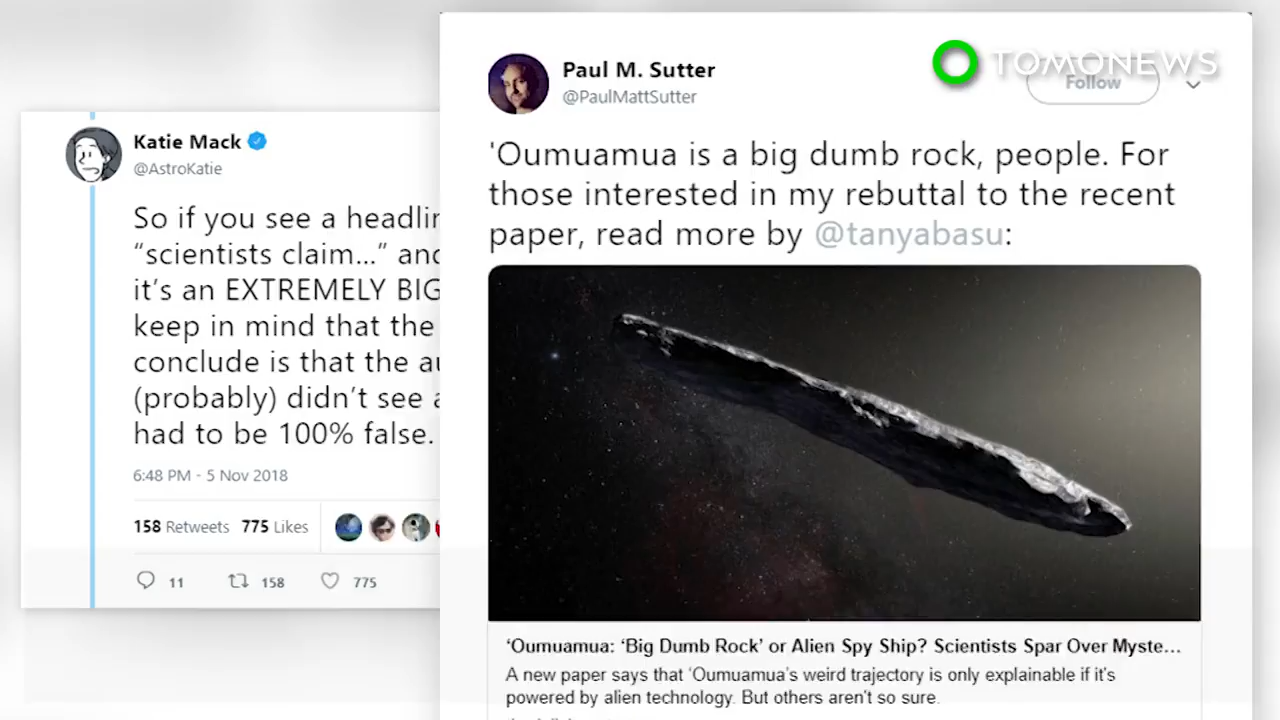 Katie Mack
@AstroKatie
So if you see a
“scientists claim...”
it’s an EXTREMELY BIG
keep in mind that the
conclude is that the
(probably) didn’t see
had to be 100% false.
6:48 PM - 5 Nov 2018
158 Retweets 775 Likes
11 158 775
TOMONEWS
Paul M. Sutter
@PaulMattSutter
Follow
'Oumuamua is a big dumb rock, people. For
those interested in my rebuttal to the recent
paper, read more by @tanyabasu:
‘Oumuamua: ‘Big Dumb Rock’ or Alien Spy Ship? Scientists Spar Over Myste...
A new paper says that ‘Oumuamua’s weird trajectory is only explainable if it’s
powered by alien technology. But others aren’t so sure.